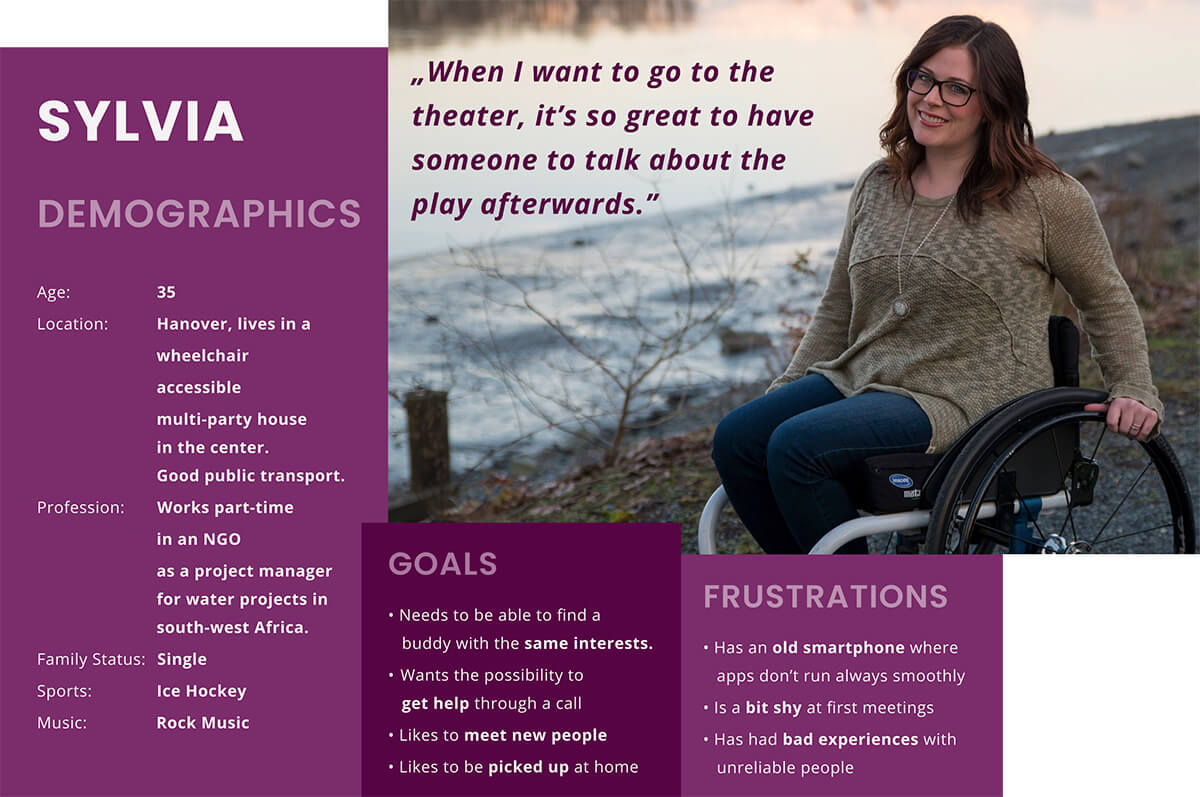 SYLVIA
DEMOGRAPHICS
Age: 35
Location: Hanover, lives in a
wheelchair
accessible
multi-party house
in the center.
Good public transport.
Profession: Works part-time
in an NGO
as a project manager
for water projects in
south-west Africa.
Family Status: Single
Sports: Ice Hockey
Music: Rock Music
„When I want to go to the
theater, it’s so great to have
someone to talk about the
play afterwards.”
GOALS
• Needs to be able to find a
buddy with the same interests.
• Wants the possibility to
get help through a call
• Likes to meet new people
• Likes to be picked up at home
FRUSTRATIONS
• Has an old smartphone where
apps don’t run always smoothly
• Is a bit shy at first meetings
• Has had bad experiences with
unreliable people